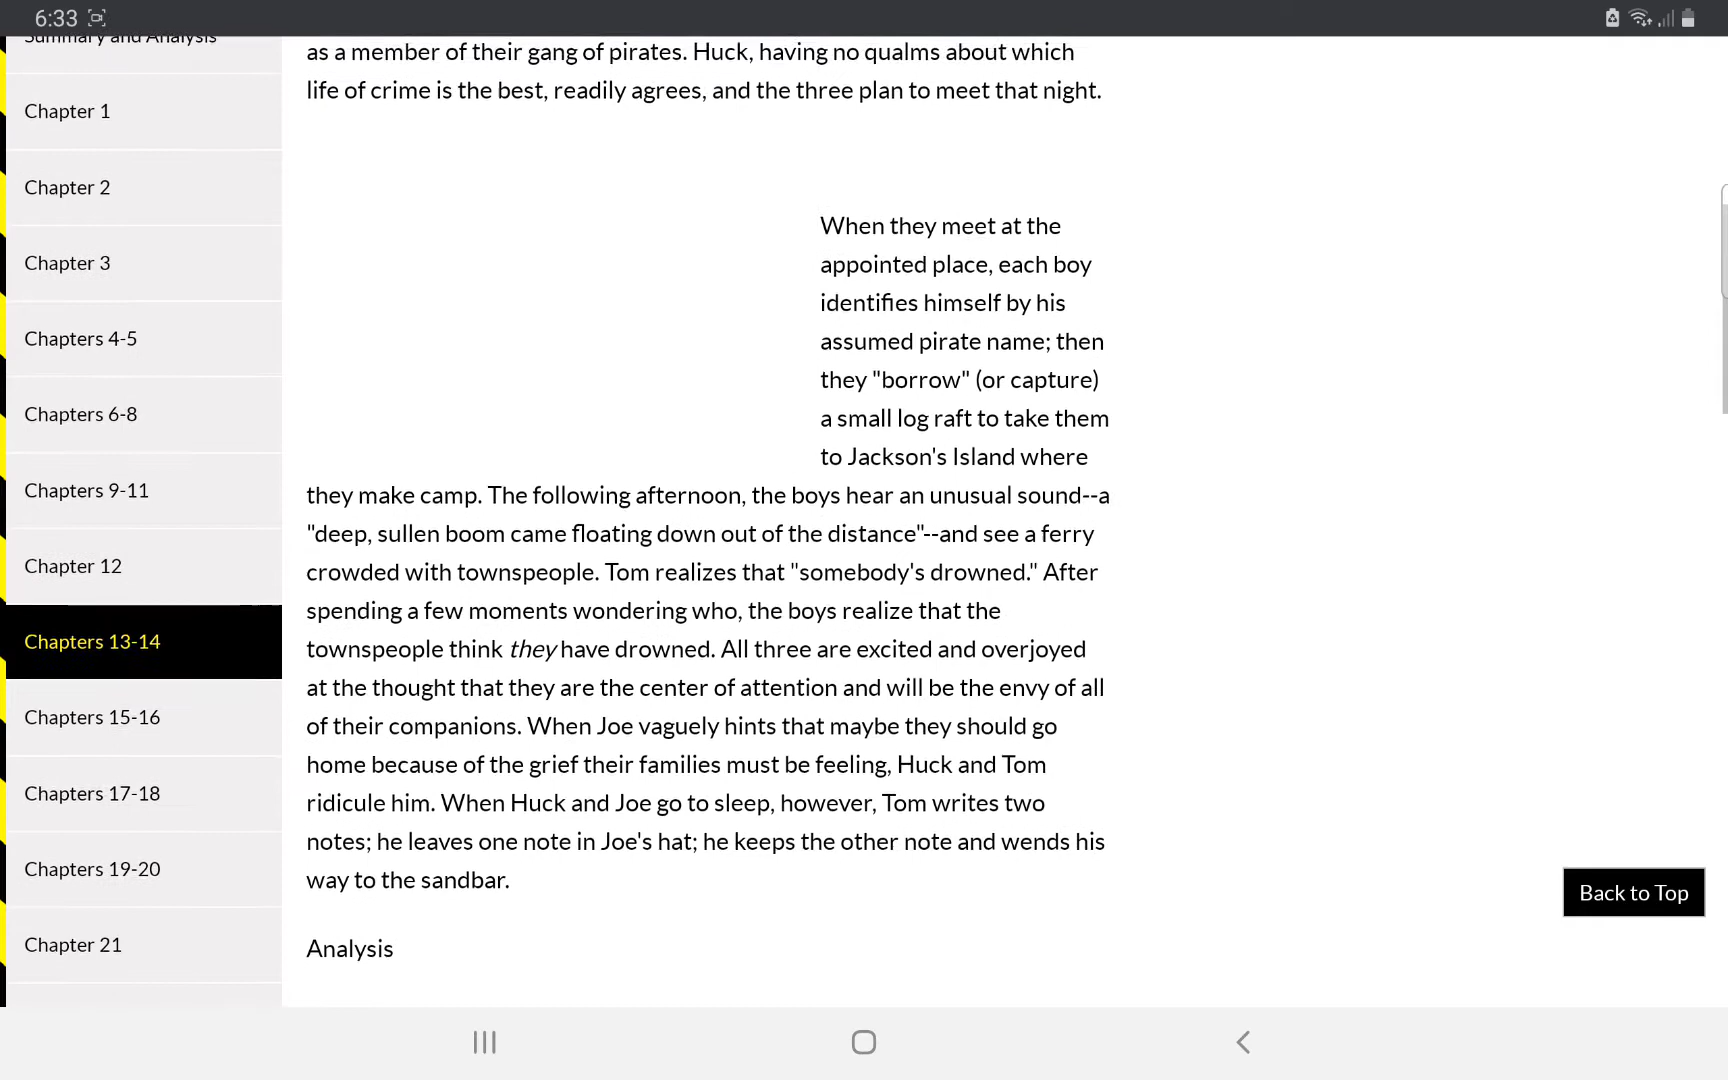 6:33
Summary and Analysis
Chapter 1
Chapter 2
Chapter 3
Chapters 4-5
Chapters 6-8
Chapters 9-11
Chapter 12
Chapters 13-14
Chapters 15-16
Chapters 17-18
Chapters 19-20
Chapter 21
as a member of their gang of pirates. Huck, having no qualms about which
life of crime is the best, readily agrees, and the three plan to meet that night.
When they meet at the
appointed place, each boy
identifies himself by his
assumed pirate name; then
they "borrow" (or capture)
a small log raft to take them
to Jackson's Island where
they make camp. The following afternoon, the boys hear an unusual sound--a
"deep, sullen boom came floating down out of the distance"--and see a ferry
crowded with townspeople. Tom realizes that "somebody's drowned." After
spending a few moments wondering who, the boys realize that the
townspeople think they have drowned. All three are excited and overjoyed
at the thought that they are the center of attention and will be the envy of all
of their companions. When Joe vaguely hints that maybe they should go
home because of the grief their families must be feeling, Huck and Tom
ridicule him. When Huck and Joe go to sleep, however, Tom writes two
notes; he leaves one note in Joe's hat; he keeps the other note and wends his
way to the sandbar.
Analysis
Back to Top